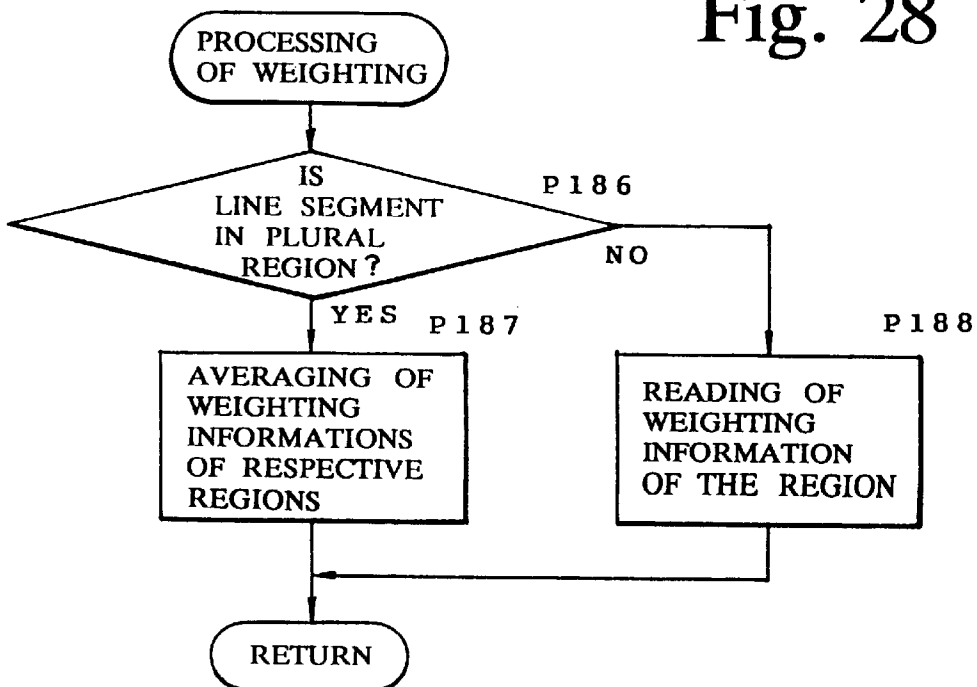 Fig. 28
PROCESSING
OF WEIGHTING
IS
LINE SEGMENT
IN PLURAL
REGION?
P186
NO
YES
P187
P188
AVERAGING OF
WEIGHTING
INFORMATIONS
OF RESPECTIVE
REGIONS
READING OF
WEIGHTING
INFORMATION
OF THE REGION
RETURN